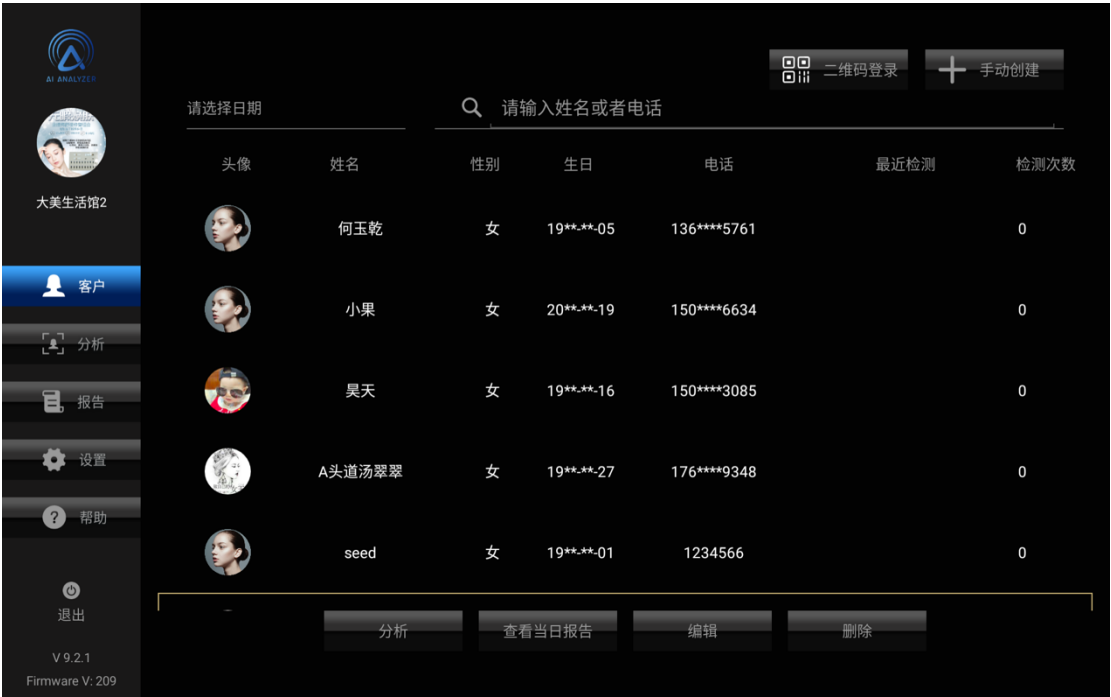 AI ANALYZER
大美生活馆2
客户
分析
报告
设置
帮助
退出
V 9.2.1
Firmware V: 209
二维码登录
手动创建
请选择日期
请输入姓名或者电话
头像 姓名 性别 生日 电话 最近检测 检测次数
何玉乾 女 19**-**-05 136****5761 0
小果 女 20**-**-19 150****6634 0
昊天 女 19**-**-16 150****3085 0
A头道汤翠翠 女 19**-**-27 176****9348 0
seed 女 19**-**-01 1234566 0
分析 查看当日报告 编辑 删除